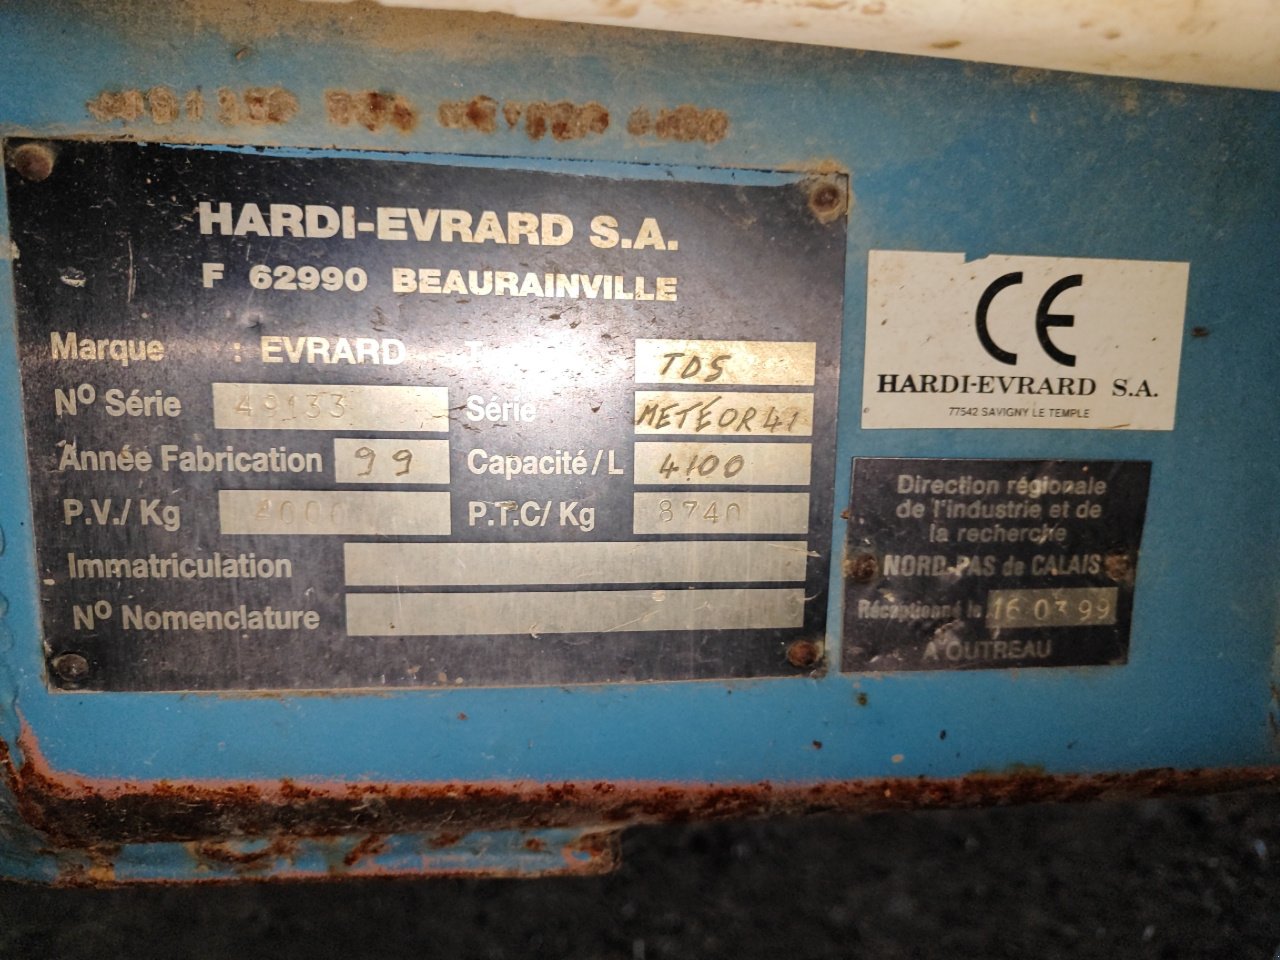 HARDI-EVRARD S.A.
F 62990 BEAURAINVILLE
Marque : EVRARD TDS
Nº Série 49133 Série METEOR 41
Année Fabrication 99 Capacité/L 4100
P.V./Kg P.T.C/Kg 8740
Immatriculation
Nº Nomenclature
CE
HARDI-EVRARD S.A.
77542 SAVIGNY LE TEMPLE
Direction régionale
de l'industrie et de
la recherche
NORD-PAS de CALAIS
Réceptionné le 16 03 99
A OUTREAU